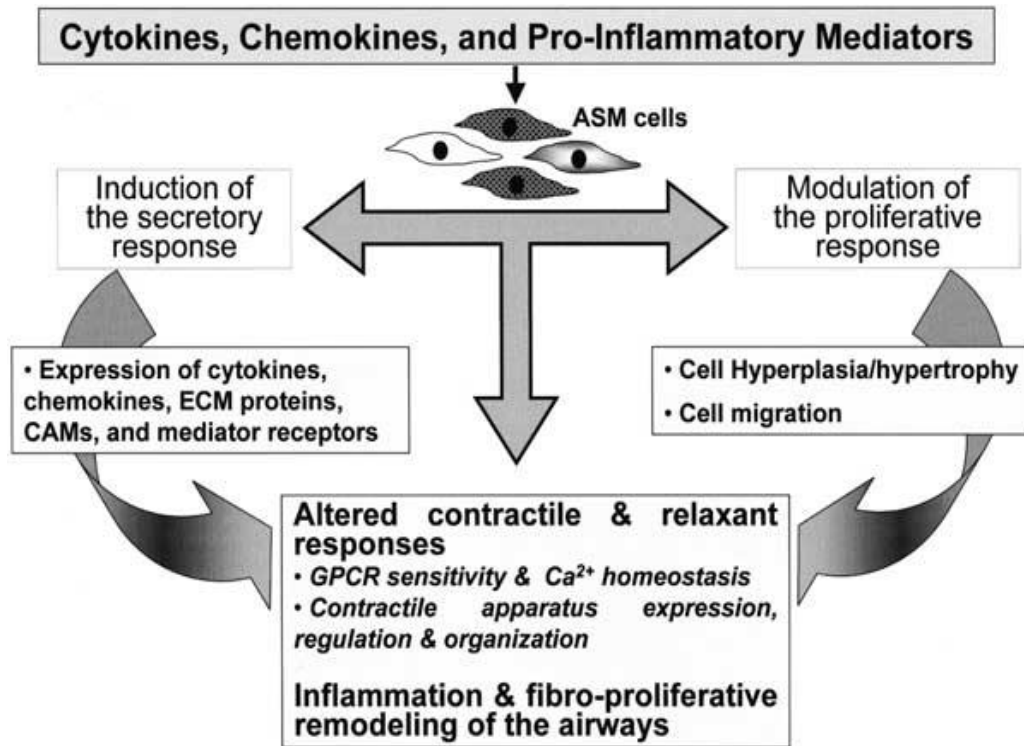 Cytokines, Chemokines, and Pro-Inflammatory Mediators
ASM cells
Induction of
the secretory
response
Modulation of
the proliferative
response
• Expression of cytokines,
chemokines, ECM proteins,
CAMs, and mediator receptors
• Cell Hyperplasia/hypertrophy
• Cell migration
Altered contractile & relaxant
responses
• GPCR sensitivity & Ca²⁺ homeostasis
• Contractile apparatus expression,
regulation & organization
Inflammation & fibro-proliferative
remodeling of the airways